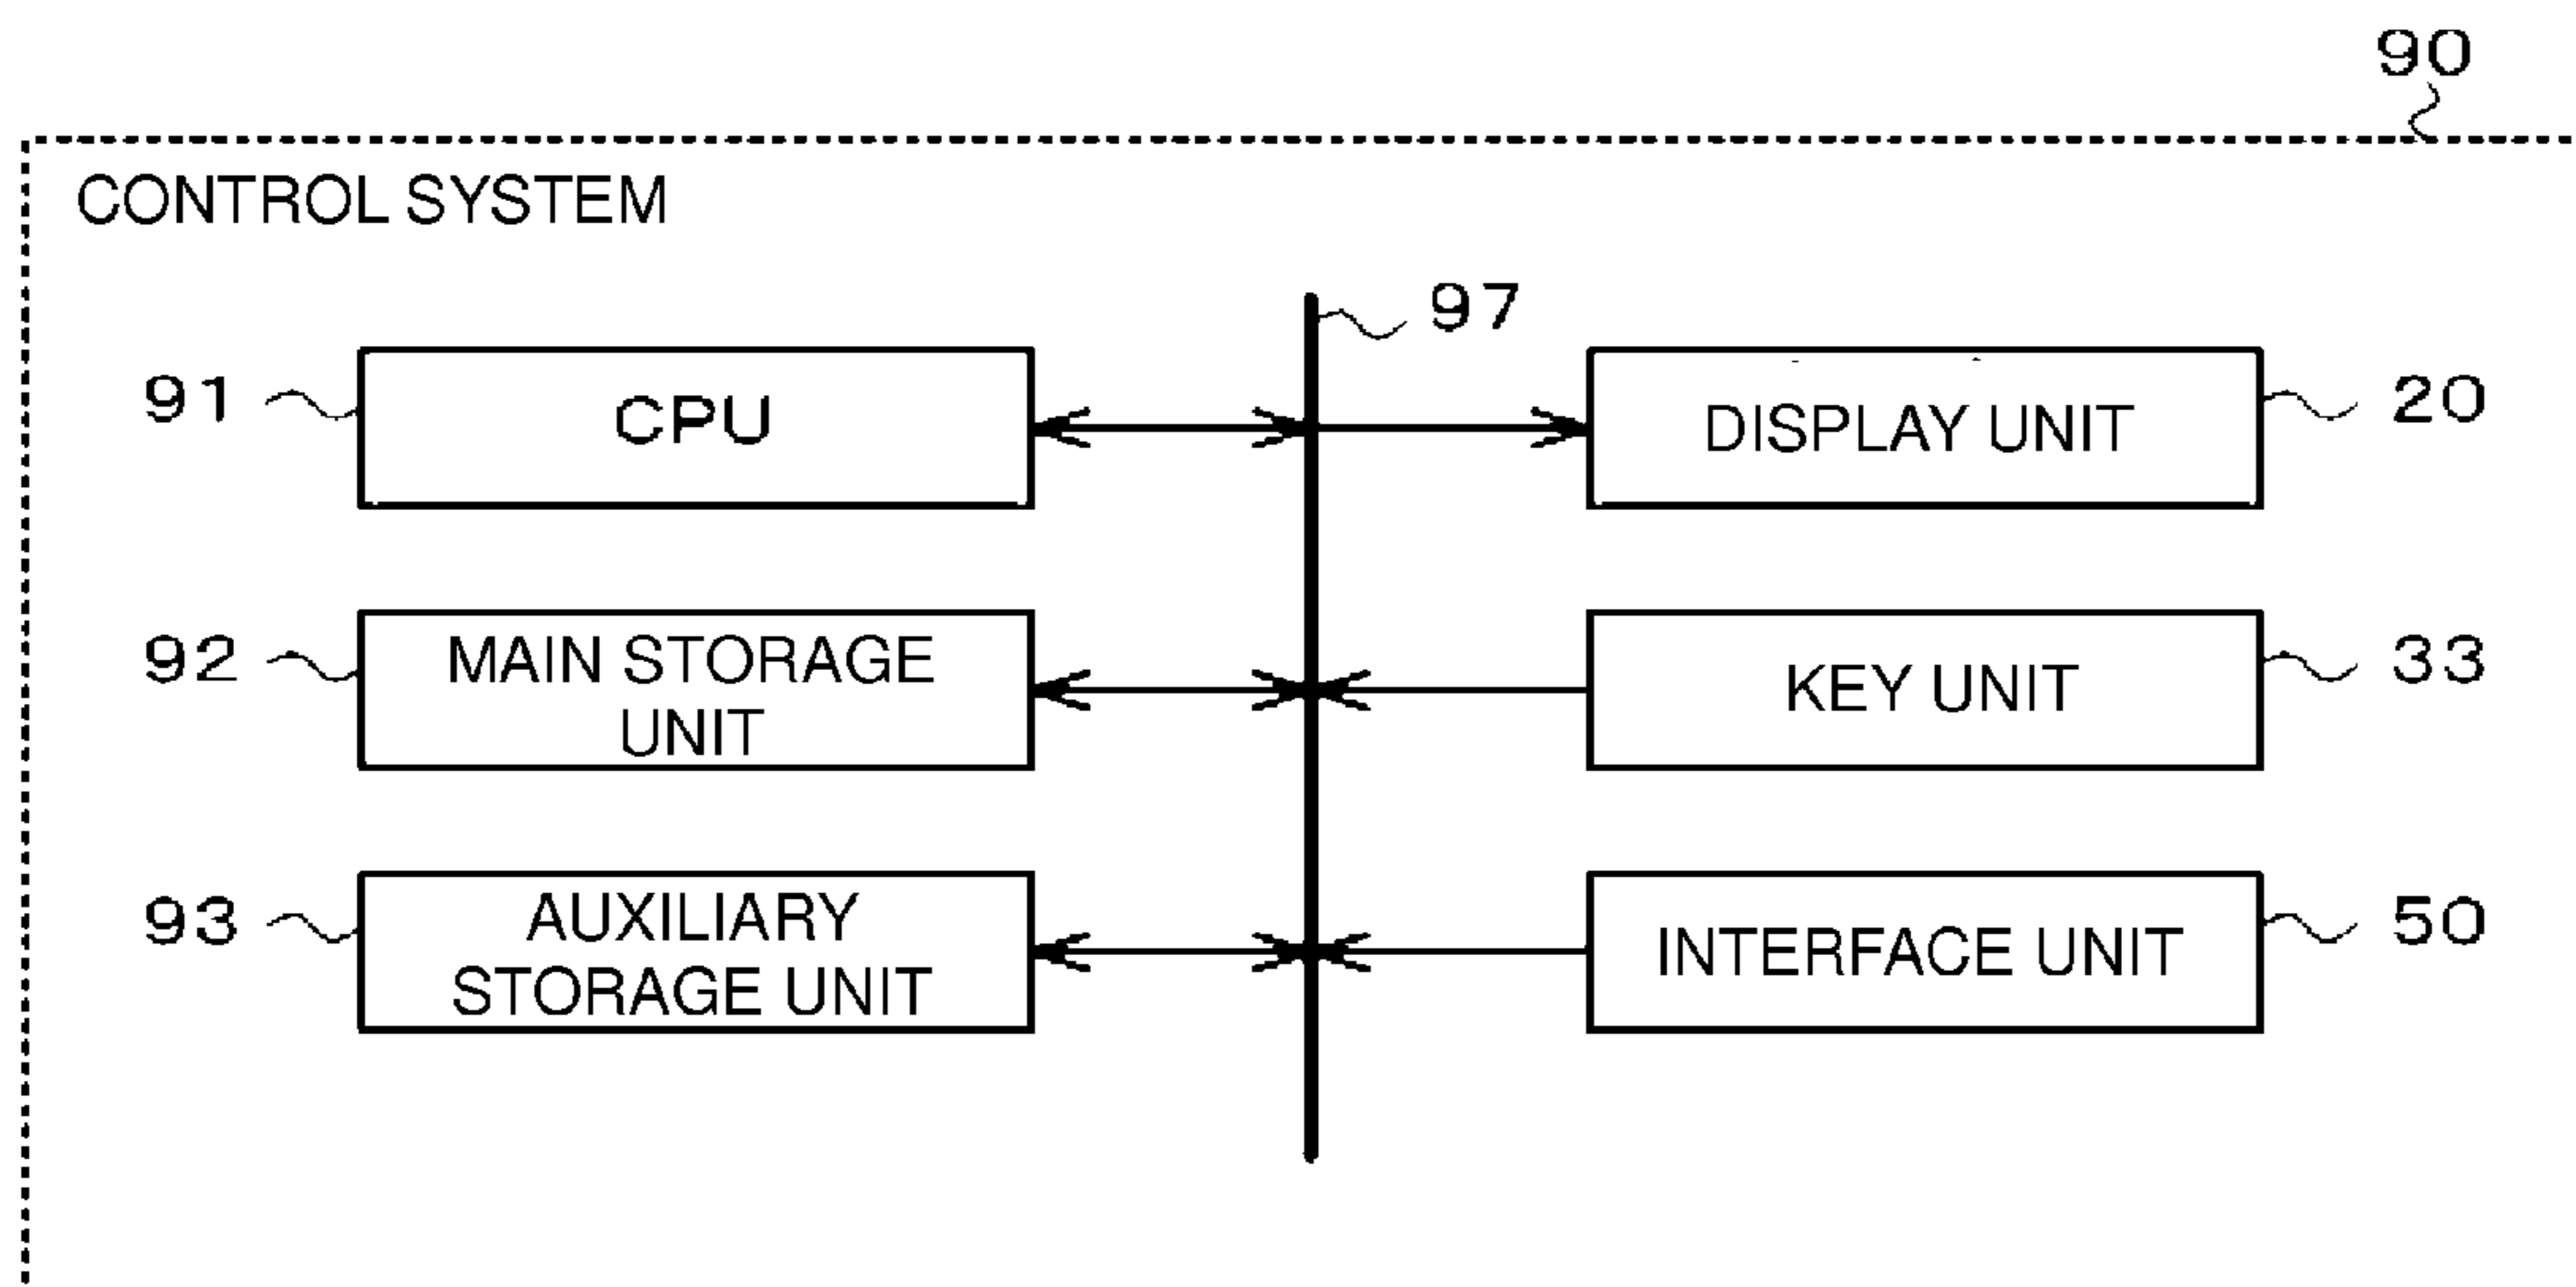 90
CONTROL SYSTEM
97
91
CPU
DISPLAY UNIT
20
92
MAIN STORAGE
UNIT
KEY UNIT
33
93
AUXILIARY
STORAGE UNIT
INTERFACE UNIT
50